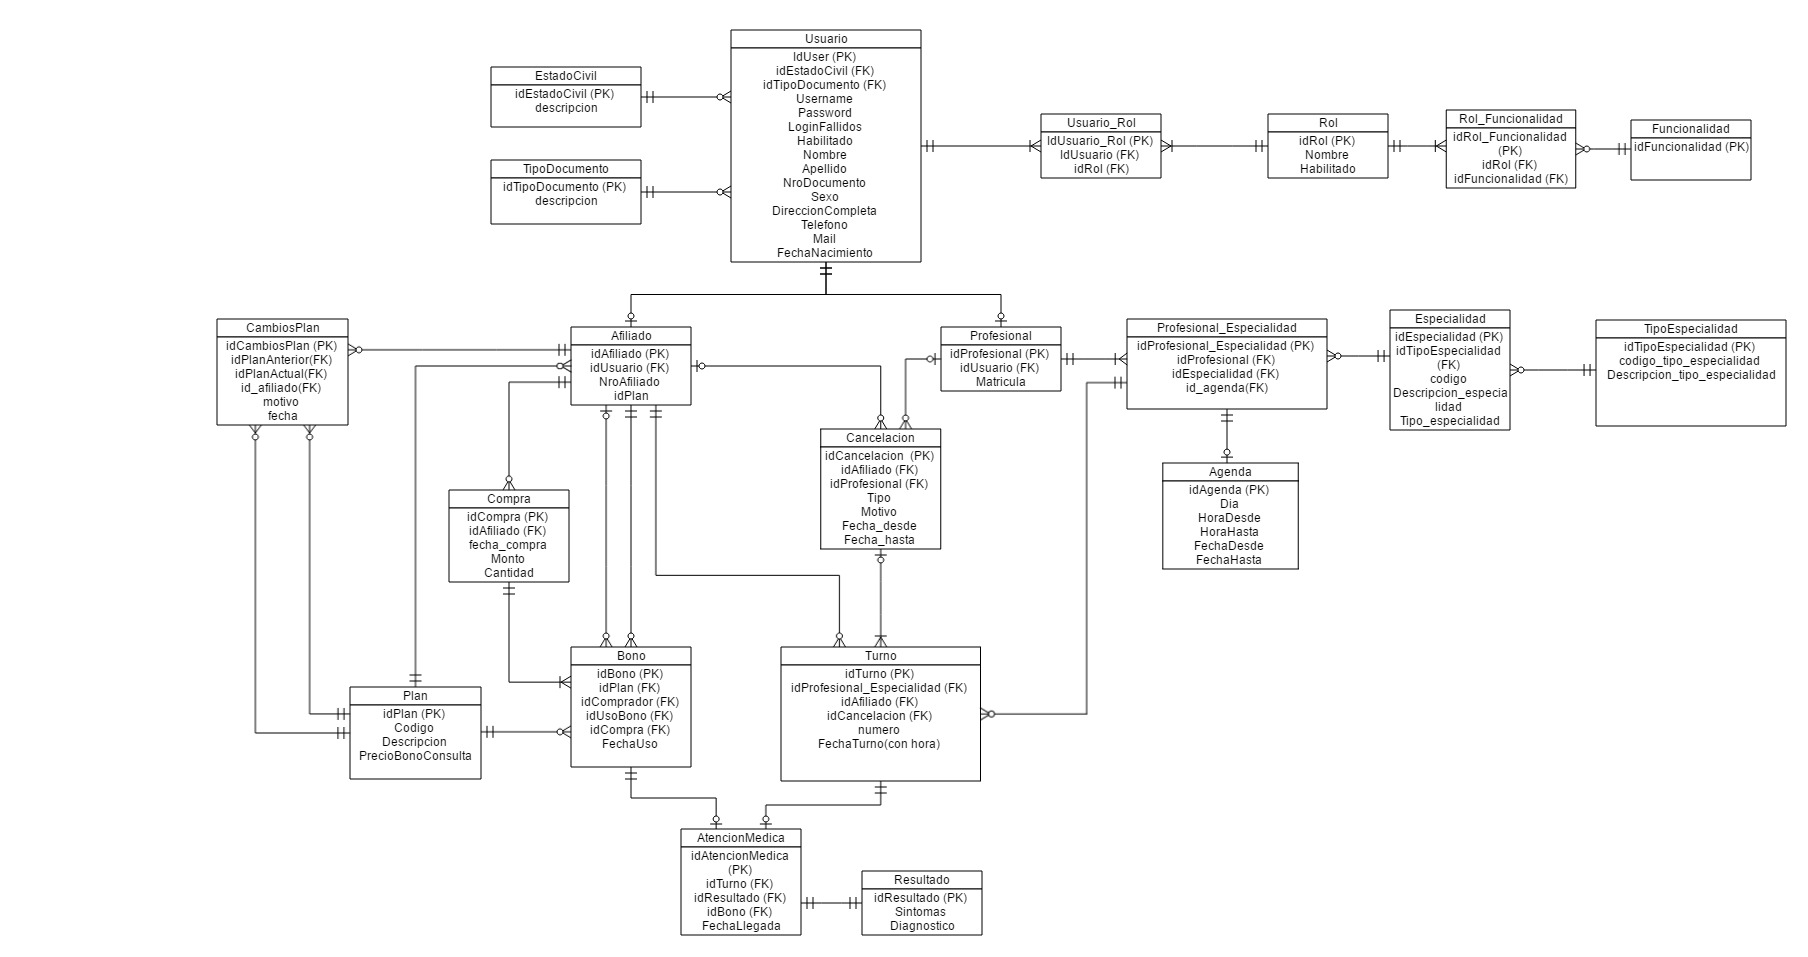 Usuario
IdUser (PK)
idEstadoCivil (FK)
idTipoDocumento (FK)
Username
Password
LoginFallidos
Habilitado
Nombre
Apellido
NroDocumento
Sexo
DireccionCompleta
Telefono
Mail
FechaNacimiento
EstadoCivil
idEstadoCivil (PK)
descripcion
TipoDocumento
idTipoDocumento (PK)
descripcion
Usuario_Rol
IdUsuario_Rol (PK)
IdUsuario (FK)
idRol (FK)
Rol
idRol (PK)
Nombre
Habilitado
Rol_Funcionalidad
idRol_Funcionalidad
(PK)
idRol (FK)
idFuncionalidad (FK)
Funcionalidad
idFuncionalidad (PK)
CambiosPlan
idCambiosPlan (PK)
idPlanAnterior(FK)
idPlanActual(FK)
id_afiliado(FK)
motivo
fecha
Afiliado
idAfiliado (PK)
idUsuario (FK)
NroAfiliado
idPlan
Profesional
idProfesional (PK)
idUsuario (FK)
Matricula
Profesional_Especialidad
idProfesional_Especialidad (PK)
idProfesional (FK)
idEspecialidad (FK)
id_agenda(FK)
Especialidad
idEspecialidad (PK)
idTipoEspecialidad
(FK)
codigo
Descripcion_especia
lidad
Tipo_especialidad
TipoEspecialidad
idTipoEspecialidad (PK)
codigo_tipo_especialidad
Descripcion_tipo_especialidad
Cancelacion
idCancelacion (PK)
idAfiliado (FK)
idProfesional (FK)
Tipo
Motivo
Fecha_desde
Fecha_hasta
Agenda
idAgenda (PK)
Dia
HoraDesde
HoraHasta
FechaDesde
FechaHasta
Compra
idCompra (PK)
idAfiliado (FK)
fecha_compra
Monto
Cantidad
Plan
idPlan (PK)
Codigo
Descripcion
PrecioBonoConsulta
Bono
idBono (PK)
idPlan (FK)
idComprador (FK)
idUsoBono (FK)
idCompra (FK)
FechaUso
Turno
idTurno (PK)
idProfesional_Especialidad (FK)
idAfiliado (FK)
idCancelacion (FK)
numero
FechaTurno(con hora)
AtencionMedica
idAtencionMedica
(PK)
idTurno (FK)
idResultado (FK)
idBono (FK)
FechaLlegada
Resultado
idResultado (PK)
Sintomas
Diagnostico